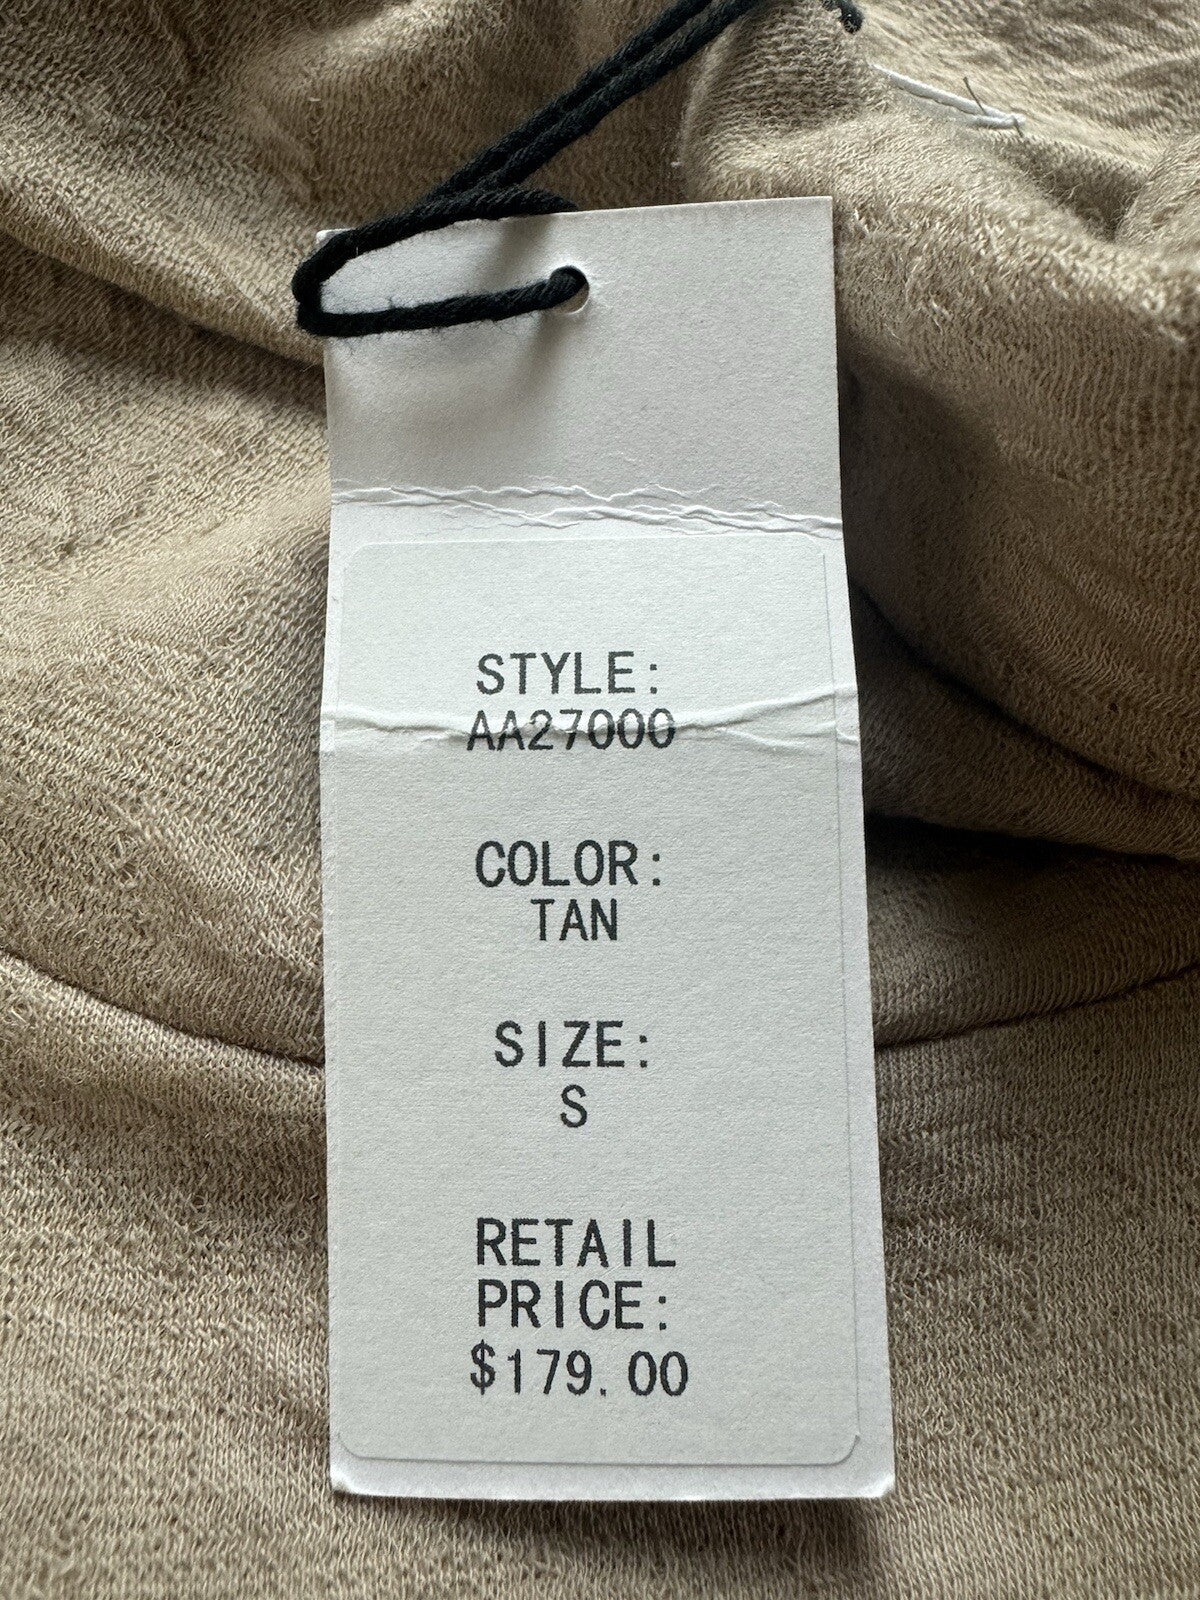 STYLE:
AA27000
COLOR:
TAN
SIZE:
S
RETAIL
PRICE:
$179.00